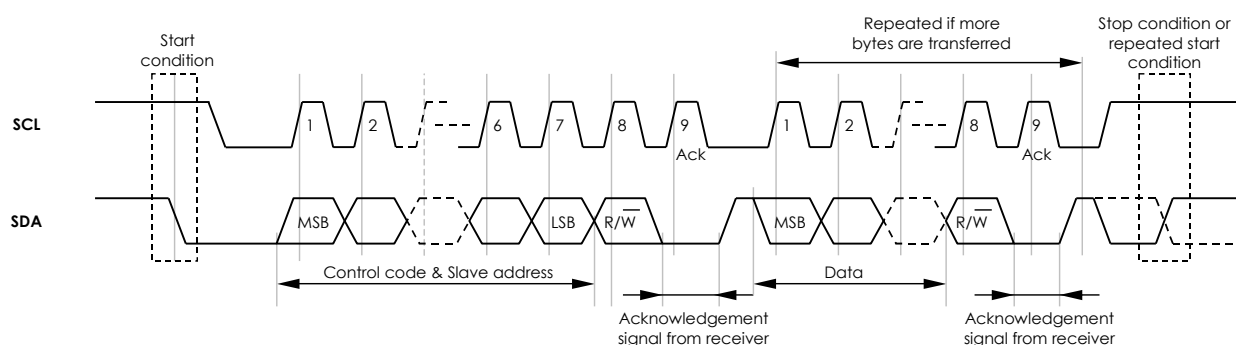 Start
condition
Repeated if more
bytes are transferred
Stop condition or
repeated start
condition
SCL
1 2 6 7 8 9 1 2 8 9
Ack Ack
SDA
MSB LSB R/W MSB R/W
Control code & Slave address Data
Acknowledgement
signal from receiver
Acknowledgement
signal from receiver